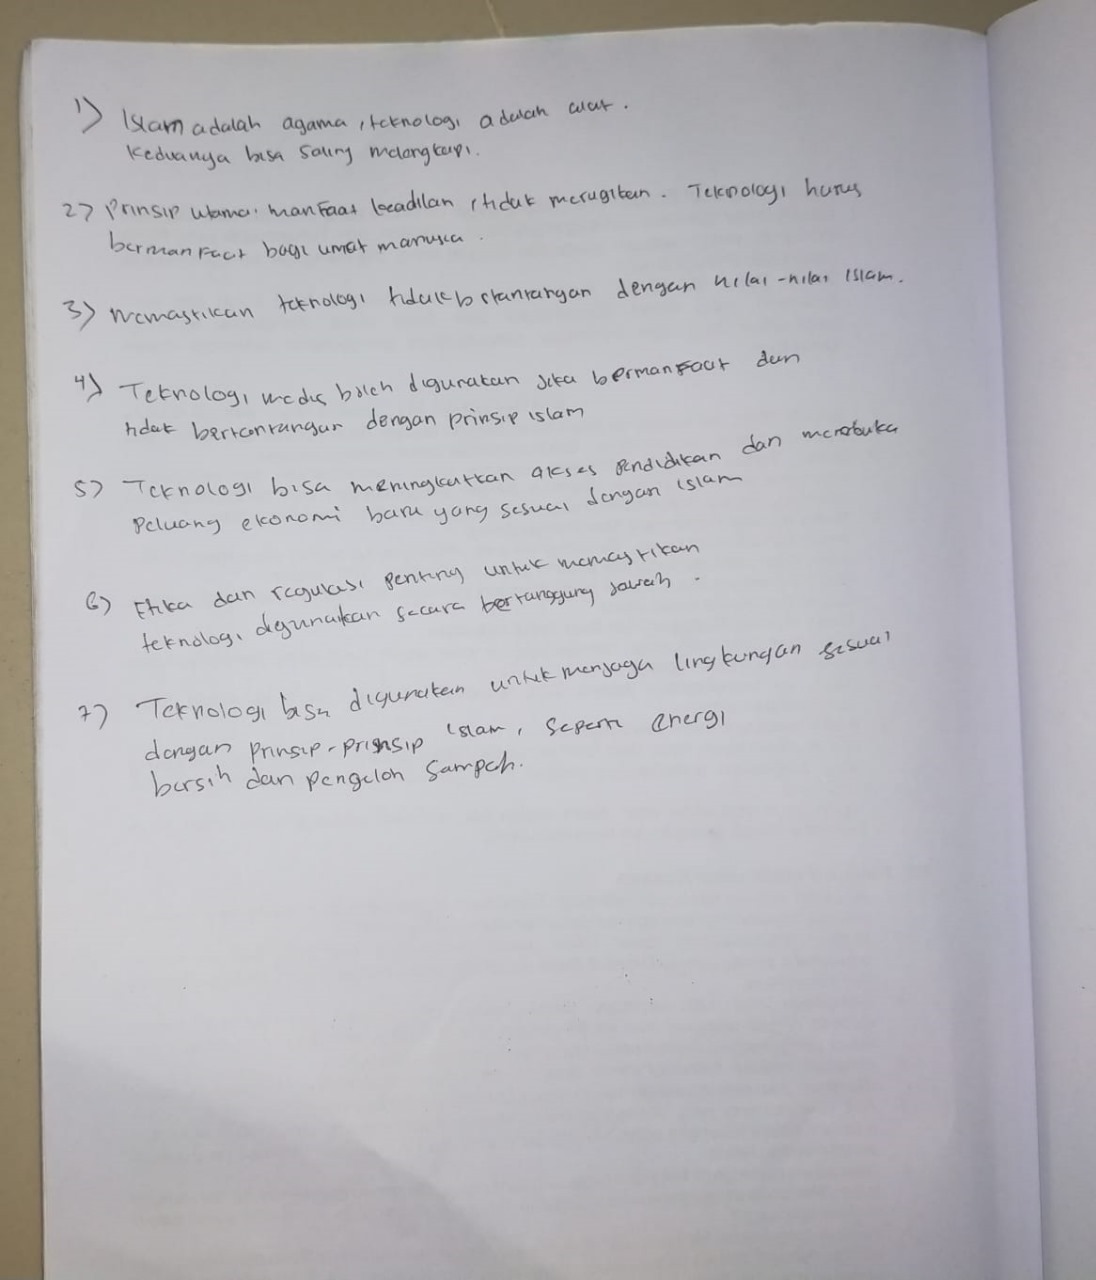 1) Islam adalah agama, teknologi adalah alat.
keduanya bisa saling melengkapi.
2) Prinsip utama: manfaat keadilan, tidak merugikan. Teknologi harus
bermanfaat bagi umat manusia.
3) Memastikan teknologi tidak bertentangan dengan nilai-nilai Islam.
4) Teknologi medis boleh digunakan jika bermanfaat dan
tidak bertentangan dengan prinsip islam
5) Teknologi bisa meningkatkan akses pendidikan dan membuka
peluang ekonomi baru yang sesuai dengan islam
6) Etika dan regulasi penting untuk memastikan
teknologi digunakan secara bertanggung jawab.
7) Teknologi bisa digunakan untuk menjaga lingkungan sesuai
dengan prinsip-prinsip islam, seperti energi
bersih dan pengeloh sampah.